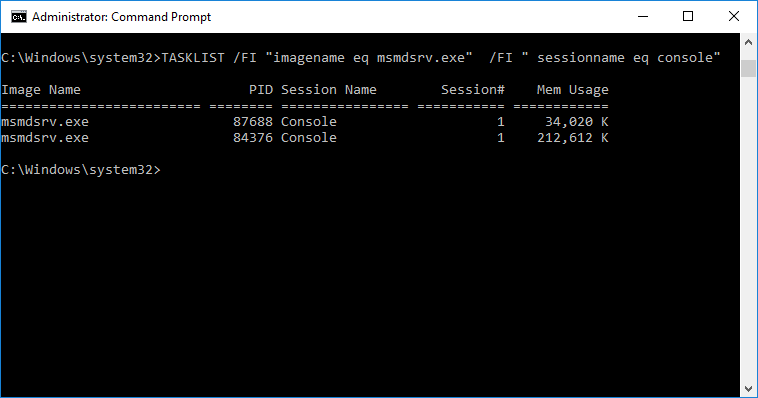 Administrator: Command Prompt
C:\Windows\system32>TASKLIST /FI "imagename eq msmdsrv.exe"  /FI " sessionname eq console"
Image Name                     PID Session Name        Session#    Mem Usage
========================= ======== ================ =========== ============
msmdsrv.exe                  87688 Console                    1     34,020 K
msmdsrv.exe                  84376 Console                    1    212,612 K
C:\Windows\system32>